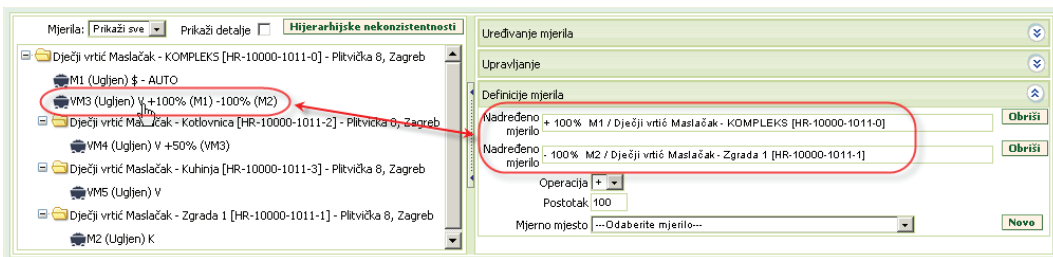 Mjerila: Prikaži sve Prikaži detalje Hijerarhijske nekonzistentnosti
Dječji vrtić Maslačak - KOMPLEKS [HR-10000-1011-0] - Plitvička 8, Zagreb
M1 (Ugljen) $ - AUTO
VM3 (Ugljen) V +100% (M1) -100% (M2)
Dječji vrtić Maslačak - Kotlovnica [HR-10000-1011-2] - Plitvička 8, Zagreb
VM4 (Ugljen) V +50% (VM3)
Dječji vrtić Maslačak - Kuhinja [HR-10000-1011-3] - Plitvička 8, Zagreb
VM5 (Ugljen) V
Dječji vrtić Maslačak - Zgrada 1 [HR-10000-1011-1] - Plitvička 8, Zagreb
M2 (Ugljen) K
Uređivanje mjerila
Upravljanje
Definicije mjerila
Nadređeno mjerilo + 100% M1 / Dječji vrtić Maslačak - KOMPLEKS [HR-10000-1011-0] Obriši
Nadređeno mjerilo - 100% M2 / Dječji vrtić Maslačak - Zgrada 1 [HR-10000-1011-1] Obriši
Operacija +
Postotak 100
Mjerno mjesto ---Odaberite mjerilo--- Novo